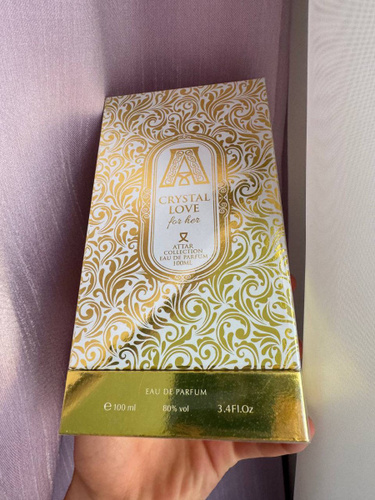 A
CRYSTAL
LOVE
for her
ATTAR
COLLECTION
EAU DE PARFUM
100ML
EAU DE PARFUM
℮ 100 ml 80% vol 3.4Fl.Oz